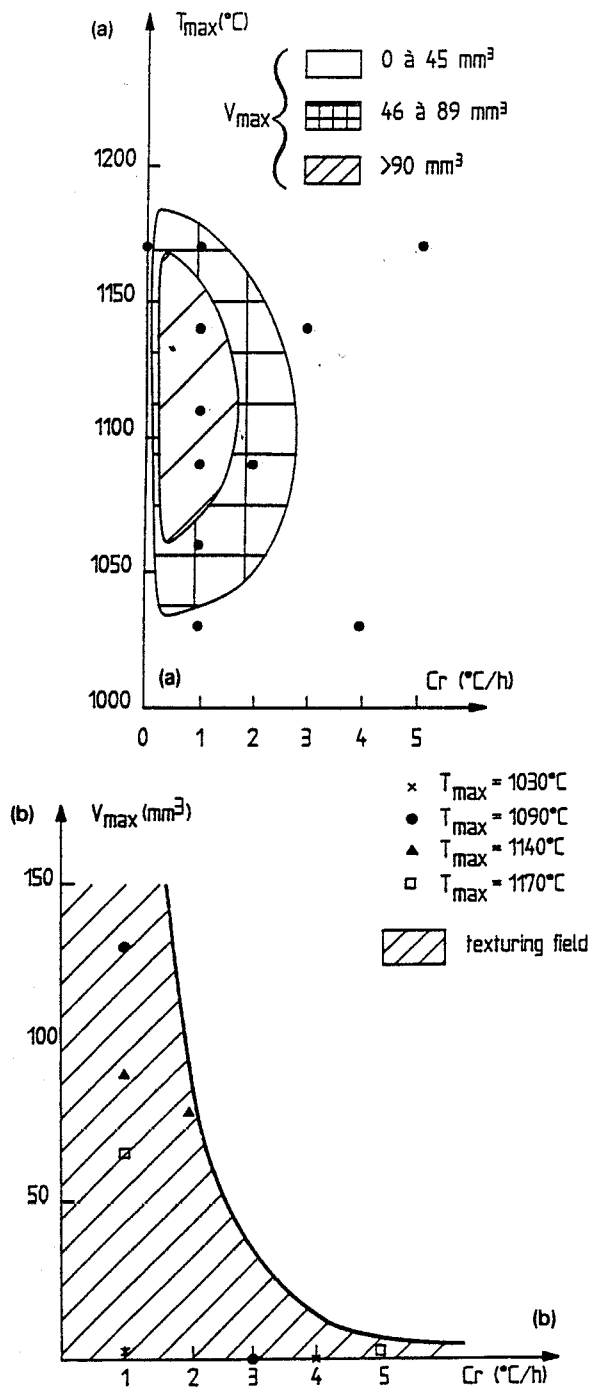 (a) Tmax (°C)
Vmax
0 à 45 mm³
46 à 89 mm³
>90 mm³
1200
1150
1100
1050
1000
(a)
Cr (°C/h)
0 1 2 3 4 5
(b) Vmax (mm³)
× Tmax = 1030°C
● Tmax = 1090°C
▲ Tmax = 1140°C
□ Tmax = 1170°C
texturing field
150
100
50
(b)
1 2 3 4 5 Cr (°C/h)